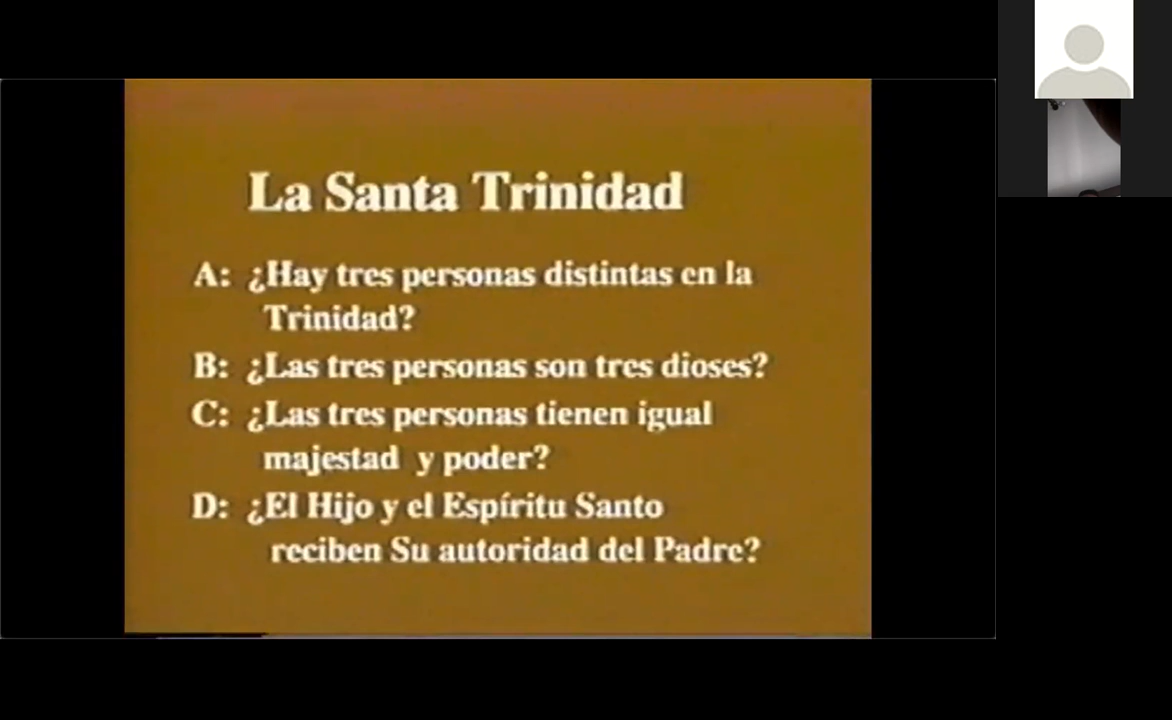 La Santa Trinidad
A: ¿Hay tres personas distintas en la
Trinidad?
B: ¿Las tres personas son tres dioses?
C: ¿Las tres personas tienen igual
majestad y poder?
D: ¿El Hijo y el Espíritu Santo
reciben Su autoridad del Padre?